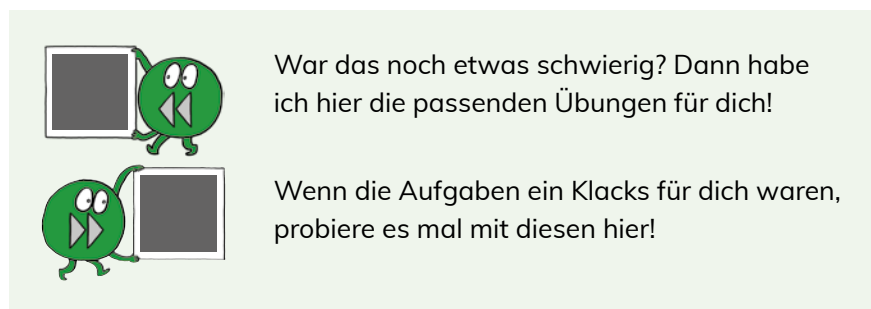 War das noch etwas schwierig? Dann habe
ich hier die passenden Übungen für dich!
Wenn die Aufgaben ein Klacks für dich waren,
probiere es mal mit diesen hier!